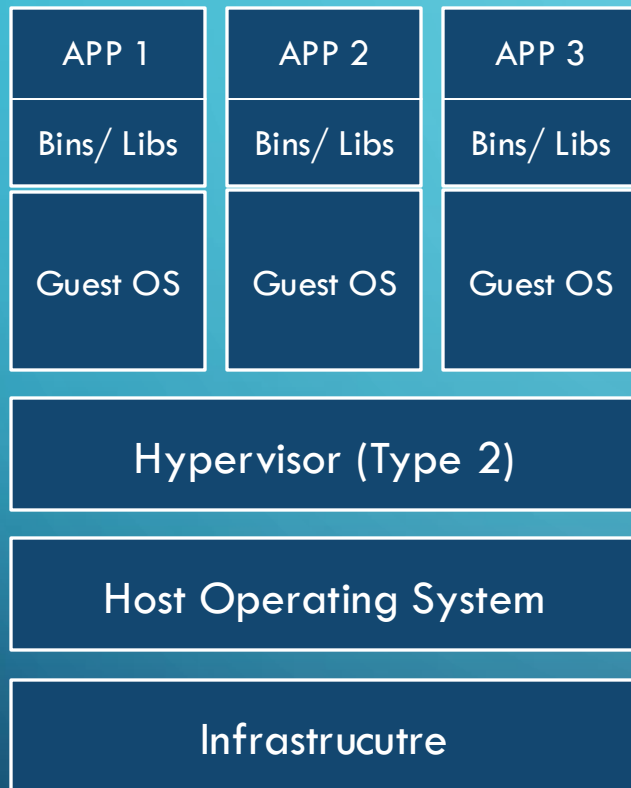 APP 1
APP 2
APP 3
Bins/ Libs
Bins/ Libs
Bins/ Libs
Guest OS
Guest OS
Guest OS
Hypervisor (Type 2)
Host Operating System
Infrastrucutre